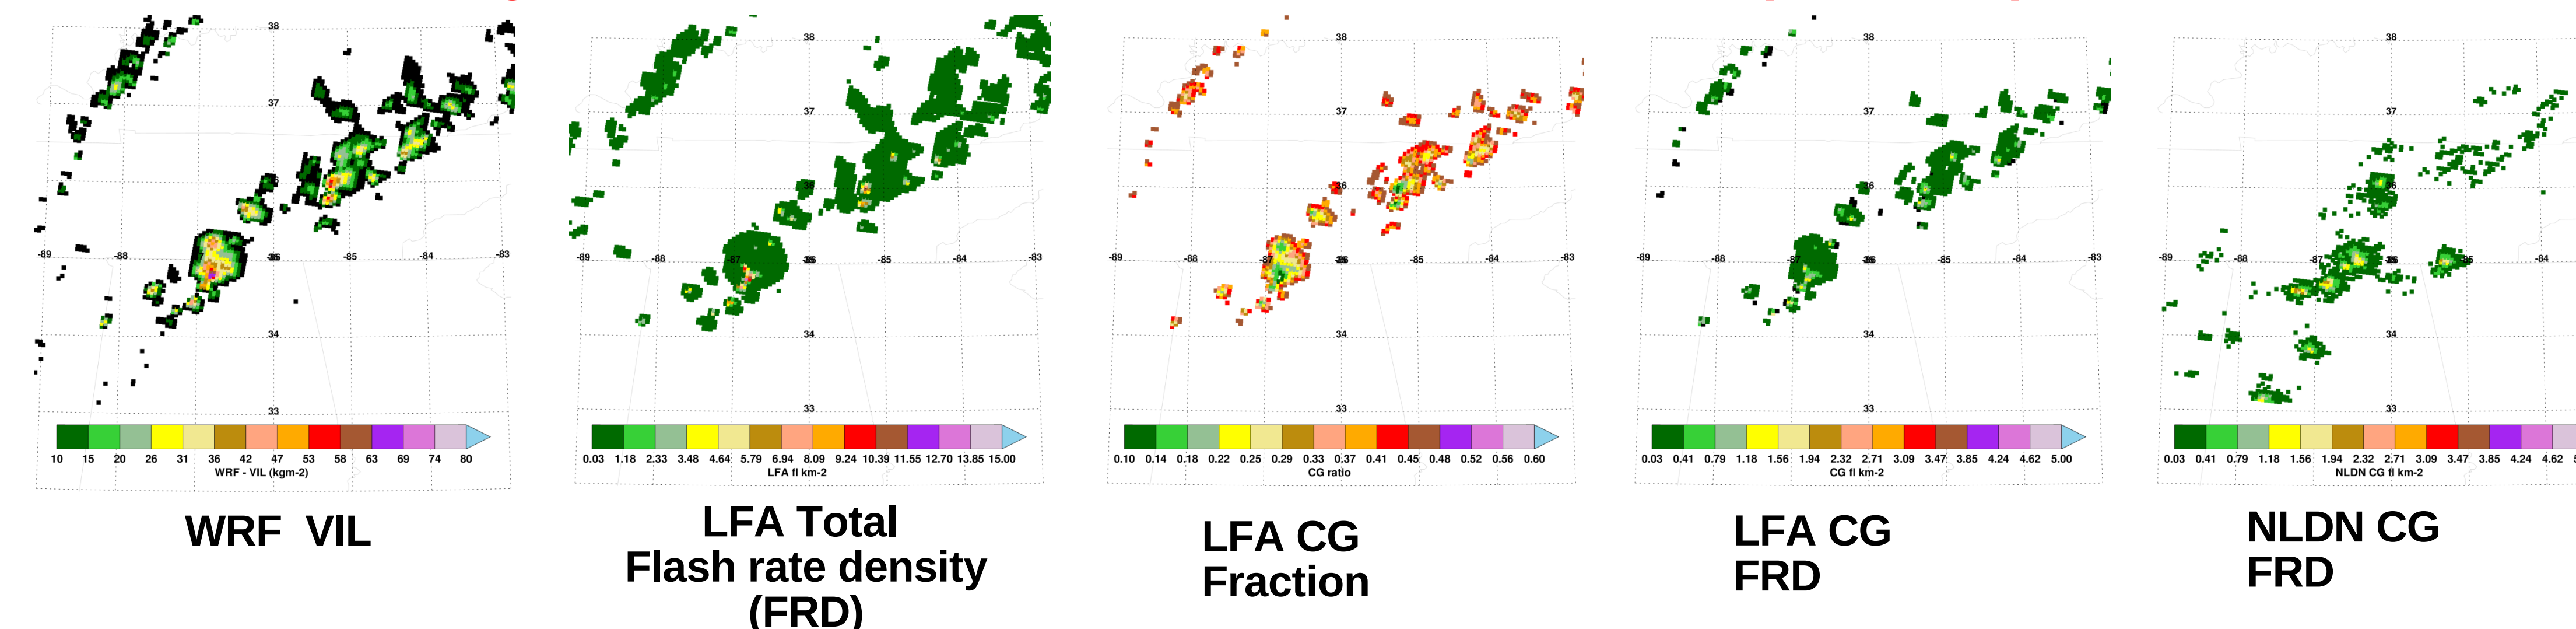 38
37
36
-89
-88
-86
-85
-84
-83
34
33
10 15 20 26 31 36 42 47 53 58 63 69 74 80
WRF - VIL (kgm-2)
WRF VIL
38
37
36
-89
-88
-87
-85
-84
-83
34
33
0.03 1.18 2.33 3.48 4.64 5.79 6.94 8.09 9.24 10.39 11.55 12.70 13.85 15.00
LFA fl km-2
LFA Total
Flash rate density
(FRD)
38
37
36
-89
-88
-87
-85
-84
-83
34
33
0.10 0.14 0.18 0.22 0.25 0.29 0.33 0.37 0.41 0.45 0.48 0.52 0.56 0.60
CG ratio
LFA CG
Fraction
38
37
36
-89
-88
-87
-85
-84
-83
34
33
0.03 0.41 0.79 1.18 1.56 1.94 2.32 2.71 3.09 3.47 3.85 4.24 4.62 5.00
CG fl km-2
LFA CG
FRD
38
37
36
-89
-88
-87
-85
-84
34
33
0.03 0.41 0.79 1.18 1.56 1.94 2.32 2.71 3.09 3.47 3.85 4.24 4.62
NLDN CG fl km-2
NLDN CG
FRD